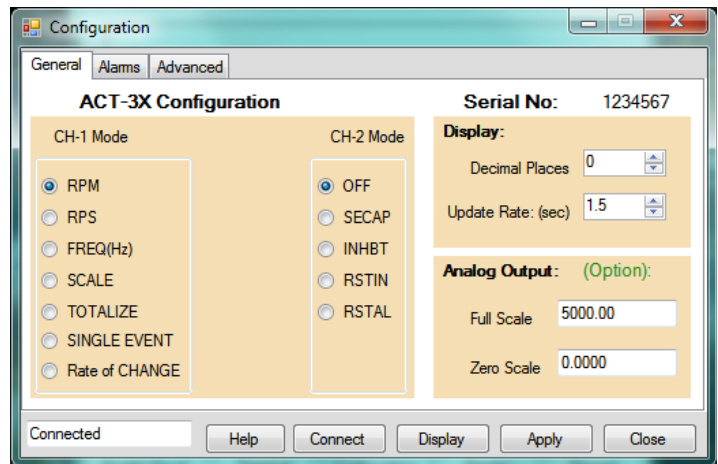 Configuration
General Alarms Advanced
ACT-3X Configuration
CH-1 Mode
RPM
RPS
FREQ(Hz)
SCALE
TOTALIZE
SINGLE EVENT
Rate of CHANGE
CH-2 Mode
OFF
SECAP
INHBT
RSTIN
RSTAL
Serial No: 1234567
Display:
Decimal Places 0
Update Rate: (sec) 1.5
Analog Output: (Option):
Full Scale 5000.00
Zero Scale 0.0000
Connected Help Connect Display Apply Close